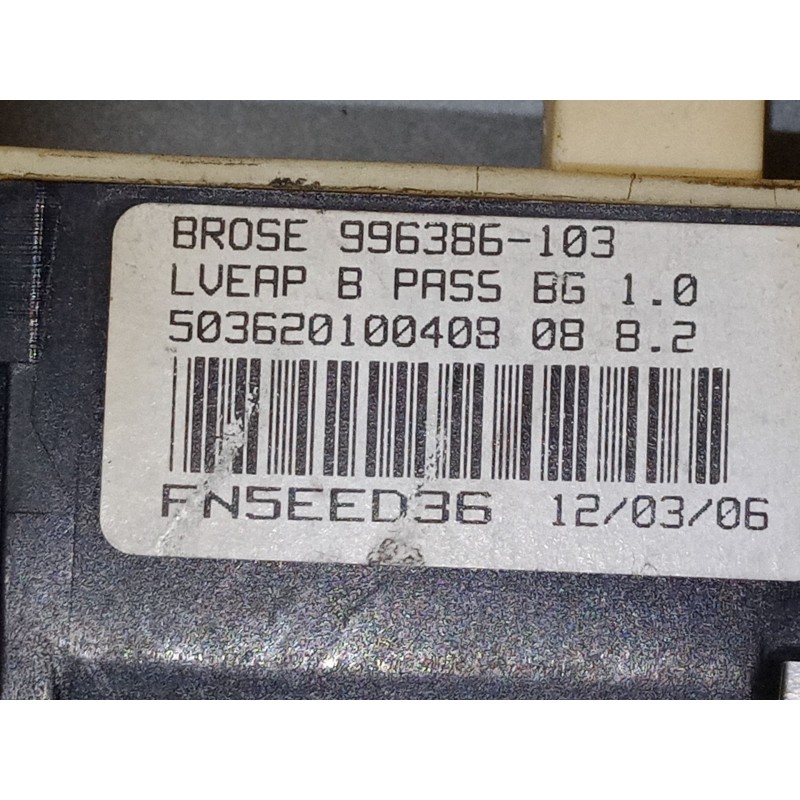 BROSE 996386-103
LVEAP B PASS BG 1.0
503620100408 08 8.2
FN5EED36 12/03/06